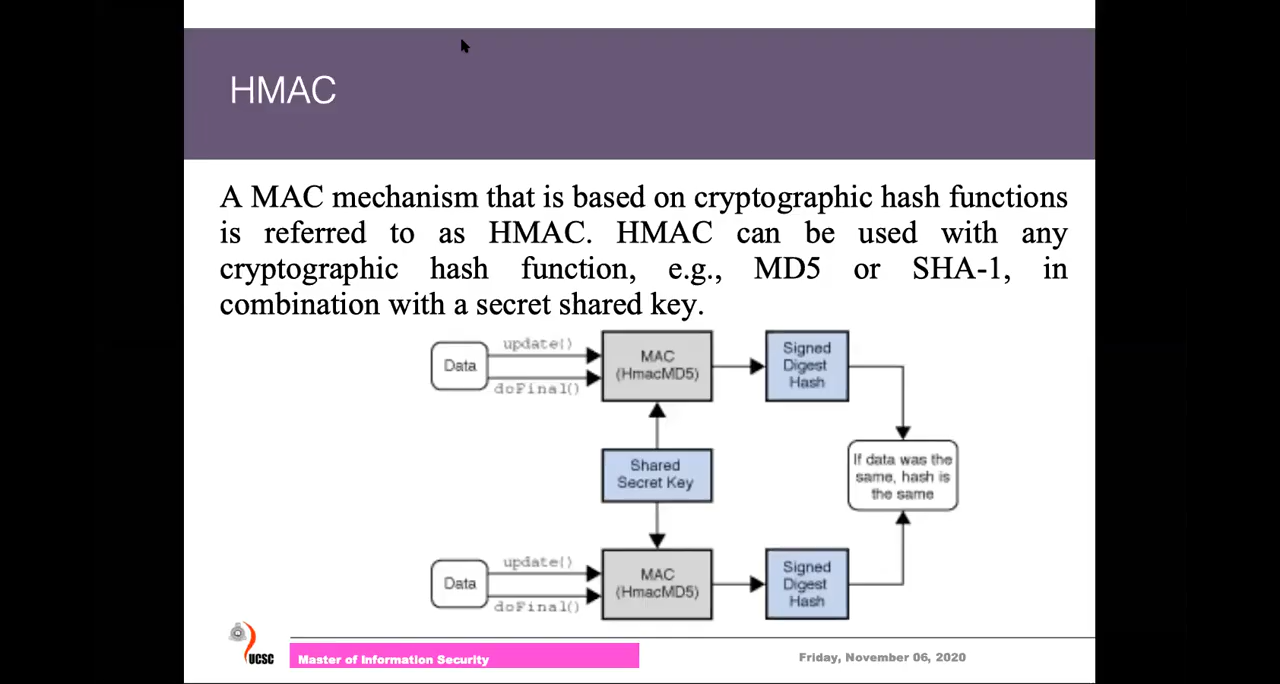 HMAC
A MAC mechanism that is based on cryptographic hash functions
is referred to as HMAC. HMAC can be used with any
cryptographic hash function, e.g., MD5 or SHA-1, in
combination with a secret shared key.
Data
update()
doFinal()
MAC
(HmacMD5)
Signed
Digest
Hash
Shared
Secret Key
If data was the
same, hash is
the same
Data
update()
doFinal()
MAC
(HmacMD5)
Signed
Digest
Hash
UCSC
Master of Information Security
Friday, November 06, 2020